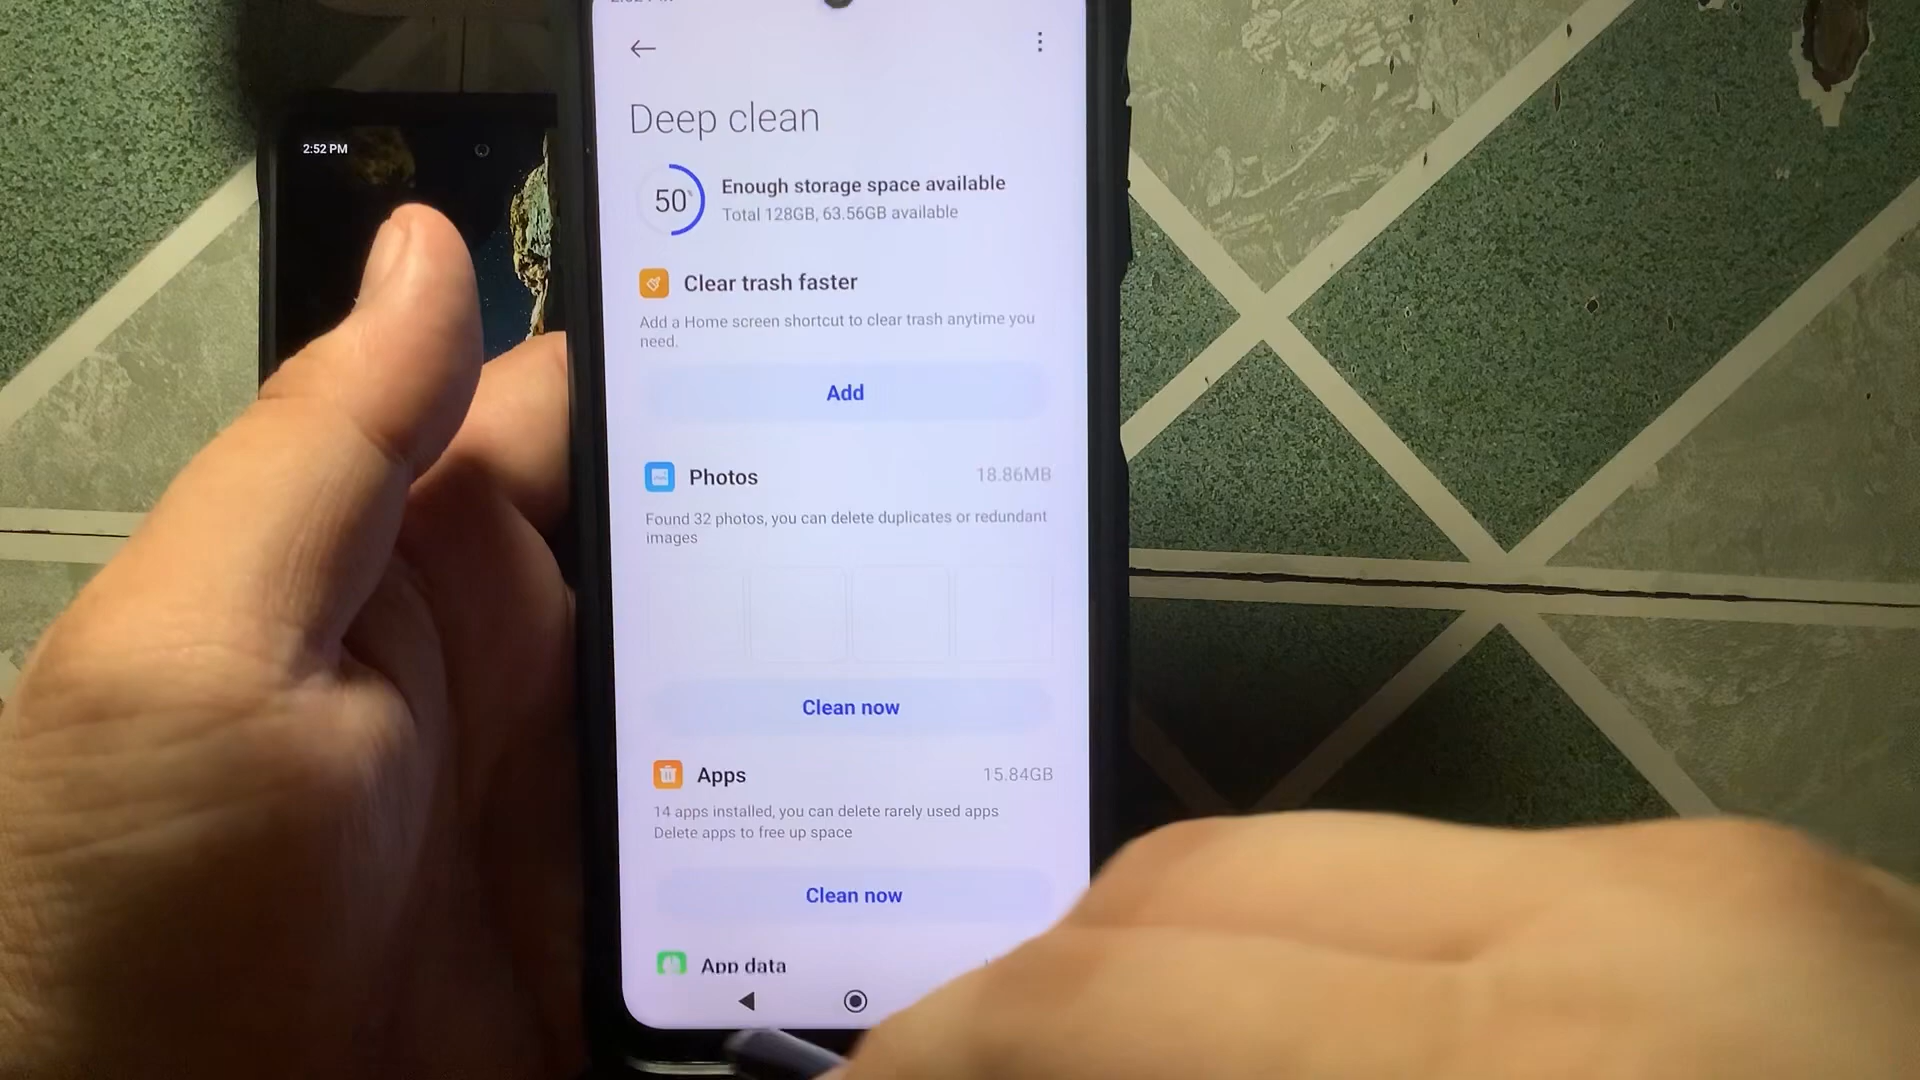 2:52 PM
Deep clean
50%
Enough storage space available
Total 128GB, 63.56GB available
Clear trash faster
Add a Home screen shortcut to clear trash anytime you
need.
Add
Photos 18.86MB
Found 32 photos, you can delete duplicates or redundant
images
Clean now
Apps 15.84GB
14 apps installed, you can delete rarely used apps
Delete apps to free up space
Clean now
App data